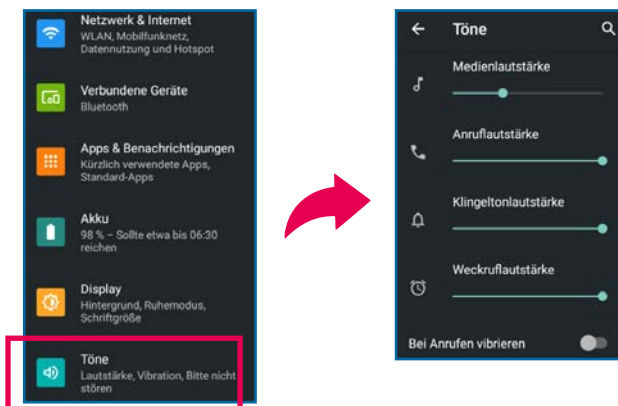 Netzwerk & Internet
WLAN, Mobilfunknetz,
Datennutzung und Hotspot
Verbundene Geräte
Bluetooth
Apps & Benachrichtigungen
Kürzlich verwendete Apps,
Standard-Apps
Akku
98 % – Sollte etwa bis 06:30
reichen
Display
Hintergrund, Ruhemodus,
Schriftgröße
Töne
Lautstärke, Vibration, Bitte nicht
stören
Töne
Medienlautstärke
Anruflautstärke
Klingeltonlautstärke
Weckruflautstärke
Bei Anrufen vibrieren